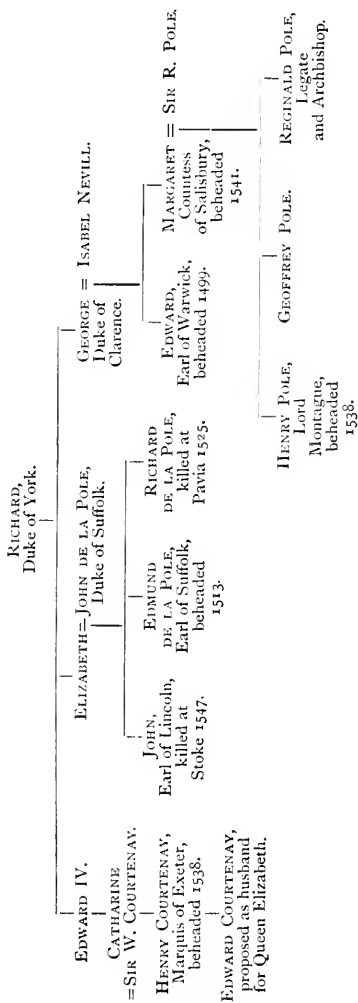 RICHARD,
Duke of York.
EDWARD IV.
ELIZABETH=JOHN DE LA POLE,
Duke of Suffolk.
GEORGE = ISABEL NEVILL.
Duke of
Clarence.
CATHARINE
=SIR W. COURTENAY.
JOHN,
Earl of Lincoln,
killed at
Stoke 1547.
EDMUND
DE LA POLE,
Earl of Suffolk,
beheaded
1513.
RICHARD
DE LA POLE,
killed at
Pavia 1525.
EDWARD,
Earl of Warwick,
beheaded 1499.
MARGARET = SIR R. POLE.
Countess
of Salisbury,
beheaded
1541.
HENRY COURTENAY,
Marquis of Exeter,
beheaded 1538.
EDWARD COURTENAY,
proposed as husband
for Queen Elizabeth.
HENRY POLE,
Lord
Montague,
beheaded
1538.
GEOFFREY POLE.
REGINALD POLE,
Legate
and Archbishop.